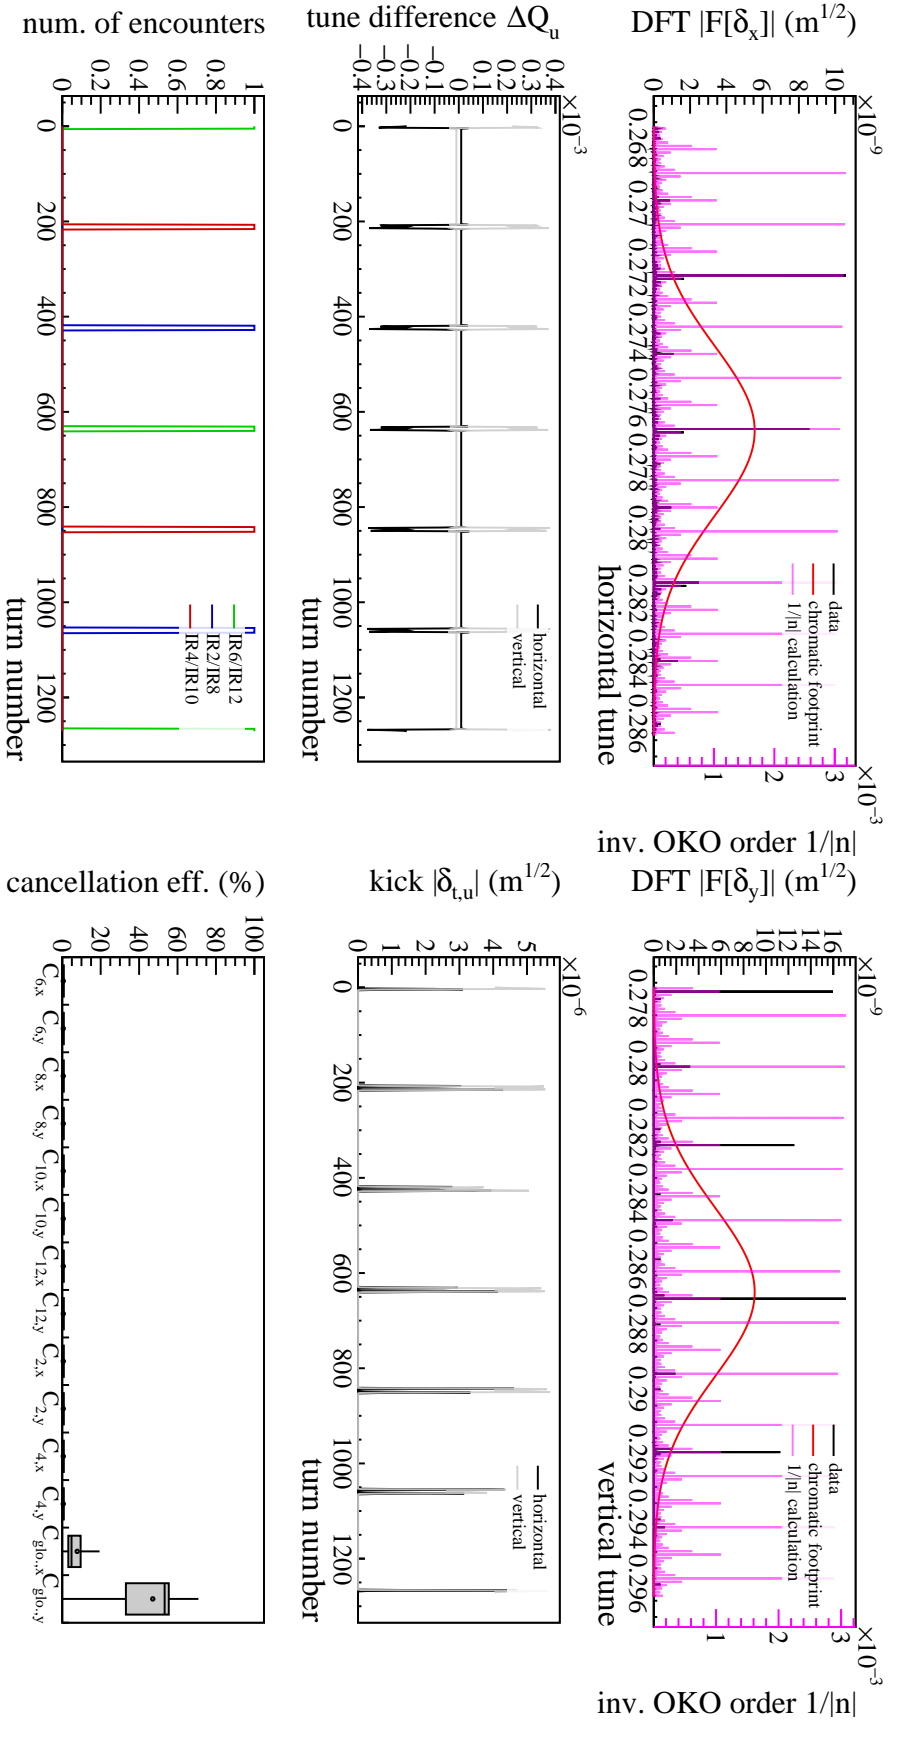 DFT |F[δx]| (m1/2)
0 2 4 6 8 10
×10−9
0.268 0.27 0.272 0.274 0.276 0.278 0.28 0.282 0.284 0.286
horizontal tune
data
chromatic footprint
1/|n| calculation
1 2 3
×10−3
inv. OKO order 1/|n|
DFT |F[δy]| (m1/2)
0 2 4 6 8 10 12 14 16
×10−9
0.278 0.28 0.282 0.284 0.286 0.288 0.29 0.292 0.294 0.296
vertical tune
data
chromatic footprint
1/|n| calculation
1 2 3
×10−3
inv. OKO order 1/|n|
tune difference ΔQu
−0.4 −0.3 −0.2 −0.1 0 0.1 0.2 0.3 0.4
×10−3
0 200 400 600 800 1000 1200
turn number
horizontal
vertical
kick |δt,u| (m1/2)
0 1 2 3 4 5
×10−6
0 200 400 600 800 1000 1200
turn number
horizontal
vertical
num. of encounters
0 0.2 0.4 0.6 0.8 1
0 200 400 600 800 1000 1200
turn number
IR6/IR12
IR2/IR8
IR4/IR10
cancellation eff. (%)
0 20 40 60 80 100
C6,x C6,y C8,x C8,y C10,x C10,y C12,x C12,y C2,x C2,y C4,x C4,y Cglo.,x Cglo.,y